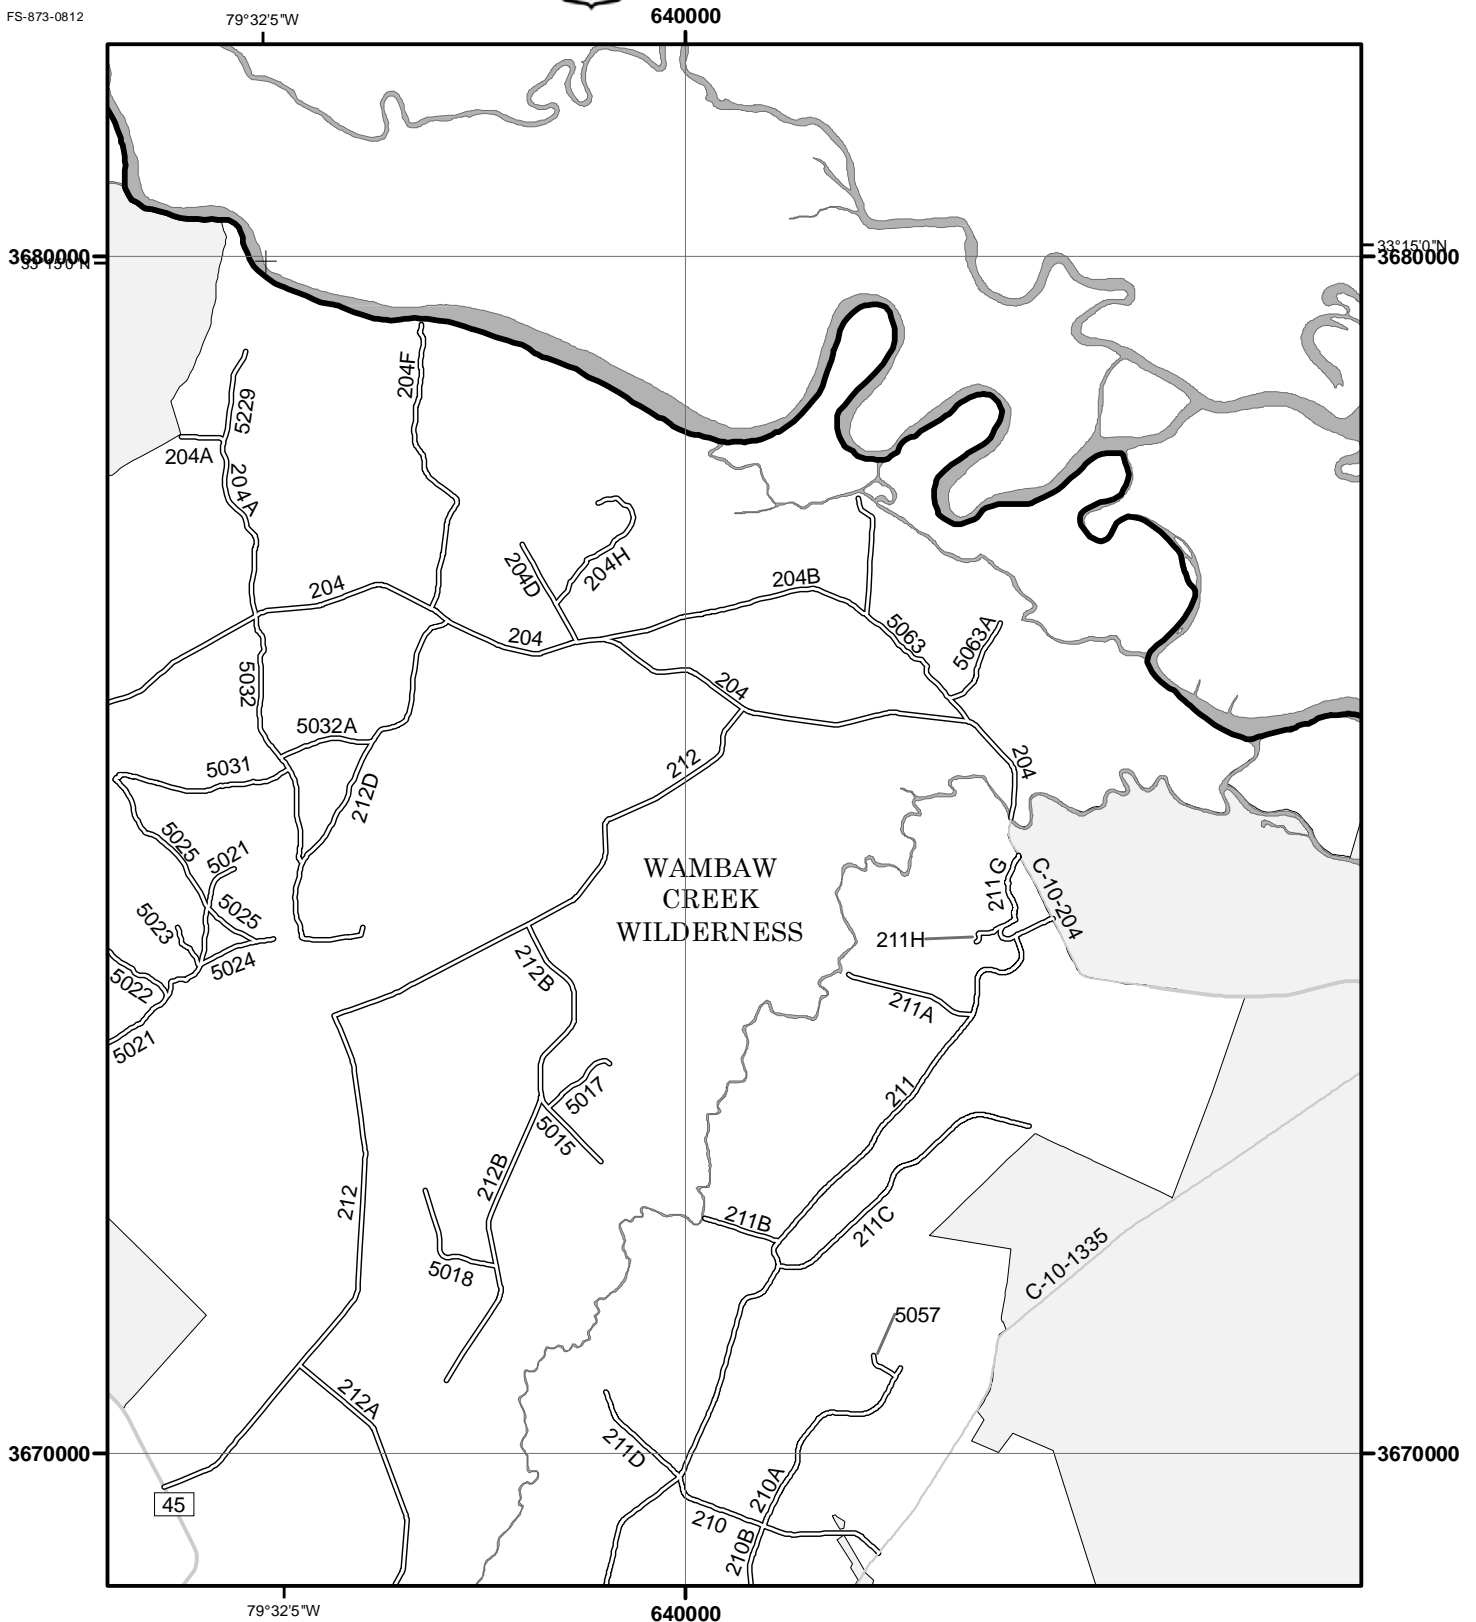 FS-873-0812
79°32'5"W
640000
3680000
33°15'0"N
33°15'0"N
3680000
204F
5229
204A
204A
204
204D
204H
204B
204
5063
5063A
5032
204
5032A
212
204
5031
212D
5025
5021
WAMBAW
CREEK
WILDERNESS
211G
C-10-204
5023
5025
211H
5024
212B
5022
211A
5021
5017
211
5015
212B
212
211B
211C
5018
C-10-1335
5057
212A
211D
3670000
3670000
210A
45
210
210B
79°32'5"W
640000